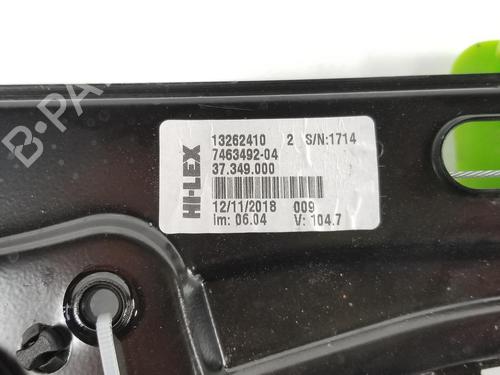 HI-LEX
13262410 2 S/N:1714
7463492-04
37.349.000
12/11/2018 009
Im: 06.04 V: 104.7
B-PARTS